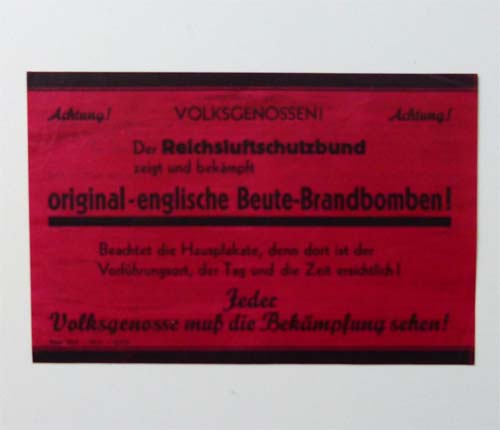 Achtung! VOLKSGENOSSEN! Achtung!
Der Reichsluftschutzbund
zeigt und bekämpft
original-englische Beute-Brandbomben!
Beachtet die Hausplakate, denn dort ist der
Vorführungsort, der Tag und die Zeit ersichtlich!
Jeder
Volksgenosse muß die Bekämpfung sehen!